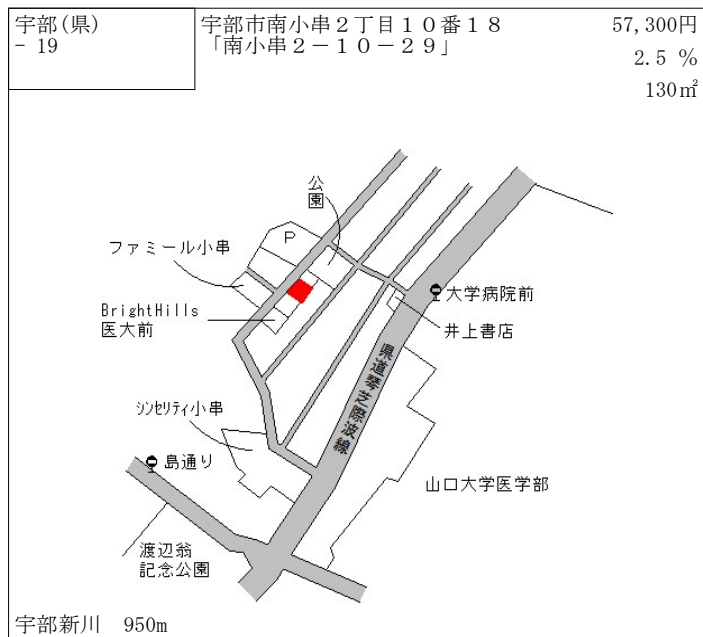 宇部(県)
- 19
宇部市南小串２丁目１０番１８
「南小串２－１０－２９」
57,300円
2.5 %
130㎡
公
園
P
ファミール小串
BrightHills
医大前
大学病院前
井上書店
県道琴芝際波線
ｼﾝｾﾘﾃｨ小串
島通り
山口大学医学部
渡辺翁
記念公園
宇部新川 950m